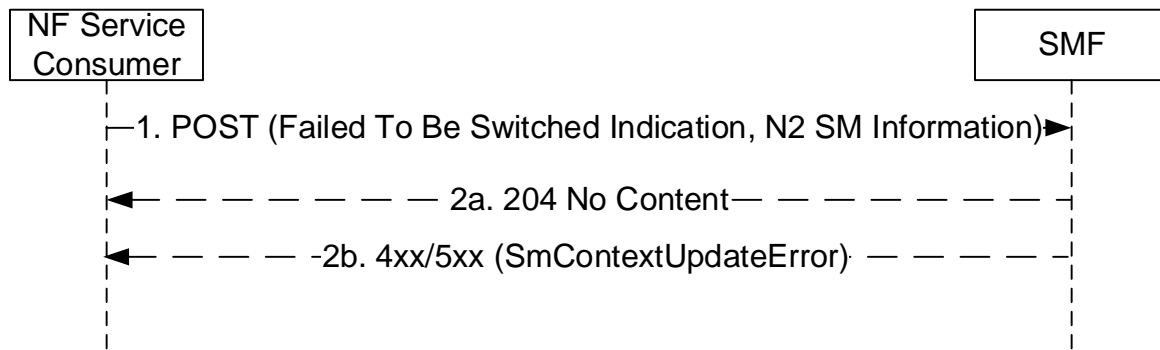 NF Service
Consumer
SMF
1. POST (Failed To Be Switched Indication, N2 SM Information)
2a. 204 No Content
2b. 4xx/5xx (SmContextUpdateError)